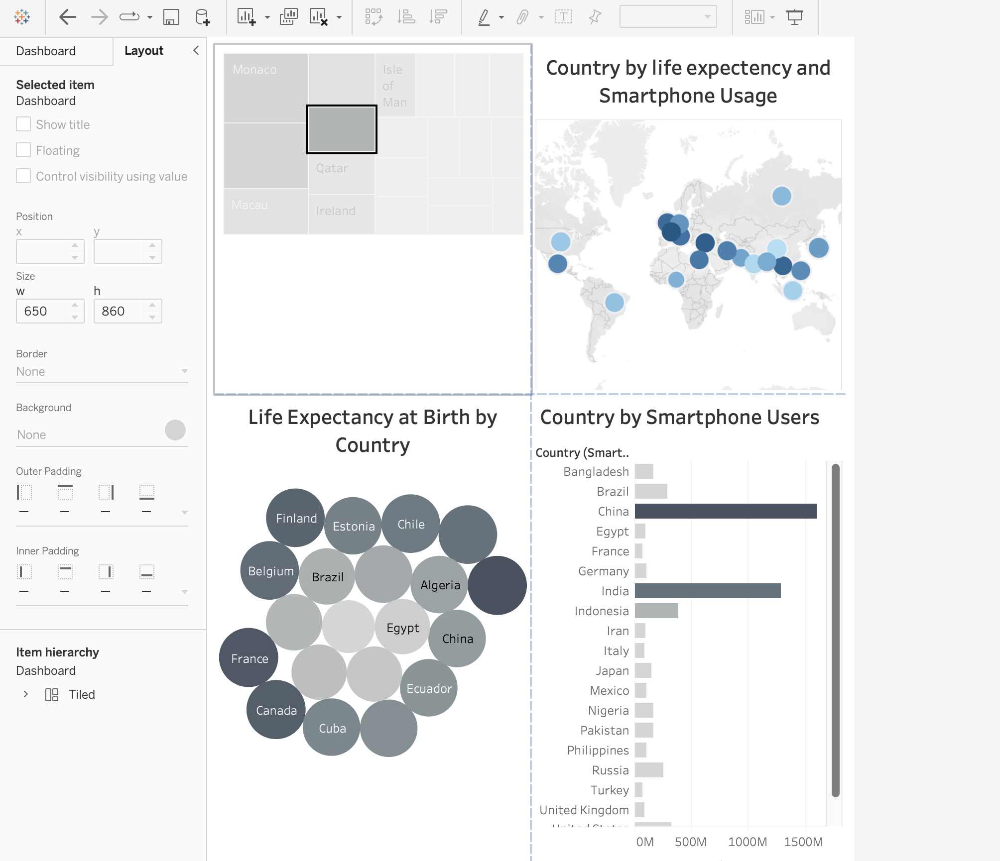 Dashboard
Layout
Selected item
Dashboard
Show title
Floating
Control visibility using value
Position
x y
Size
w h
650 860
Border
None
Background
None
Outer Padding
Inner Padding
Item hierarchy
Dashboard
Tiled
Monaco
Isle
of
Man
Qatar
Macau
Ireland
Country by life expectency and
Smartphone Usage
Life Expectancy at Birth by
Country
Finland
Estonia
Chile
Belgium
Brazil
Algeria
Egypt
China
France
Ecuador
Canada
Cuba
Country by Smartphone Users
Country (Smart..
Bangladesh
Brazil
China
Egypt
France
Germany
India
Indonesia
Iran
Italy
Japan
Mexico
Nigeria
Pakistan
Philippines
Russia
Turkey
United Kingdom
United States
0M 500M 1000M 1500M